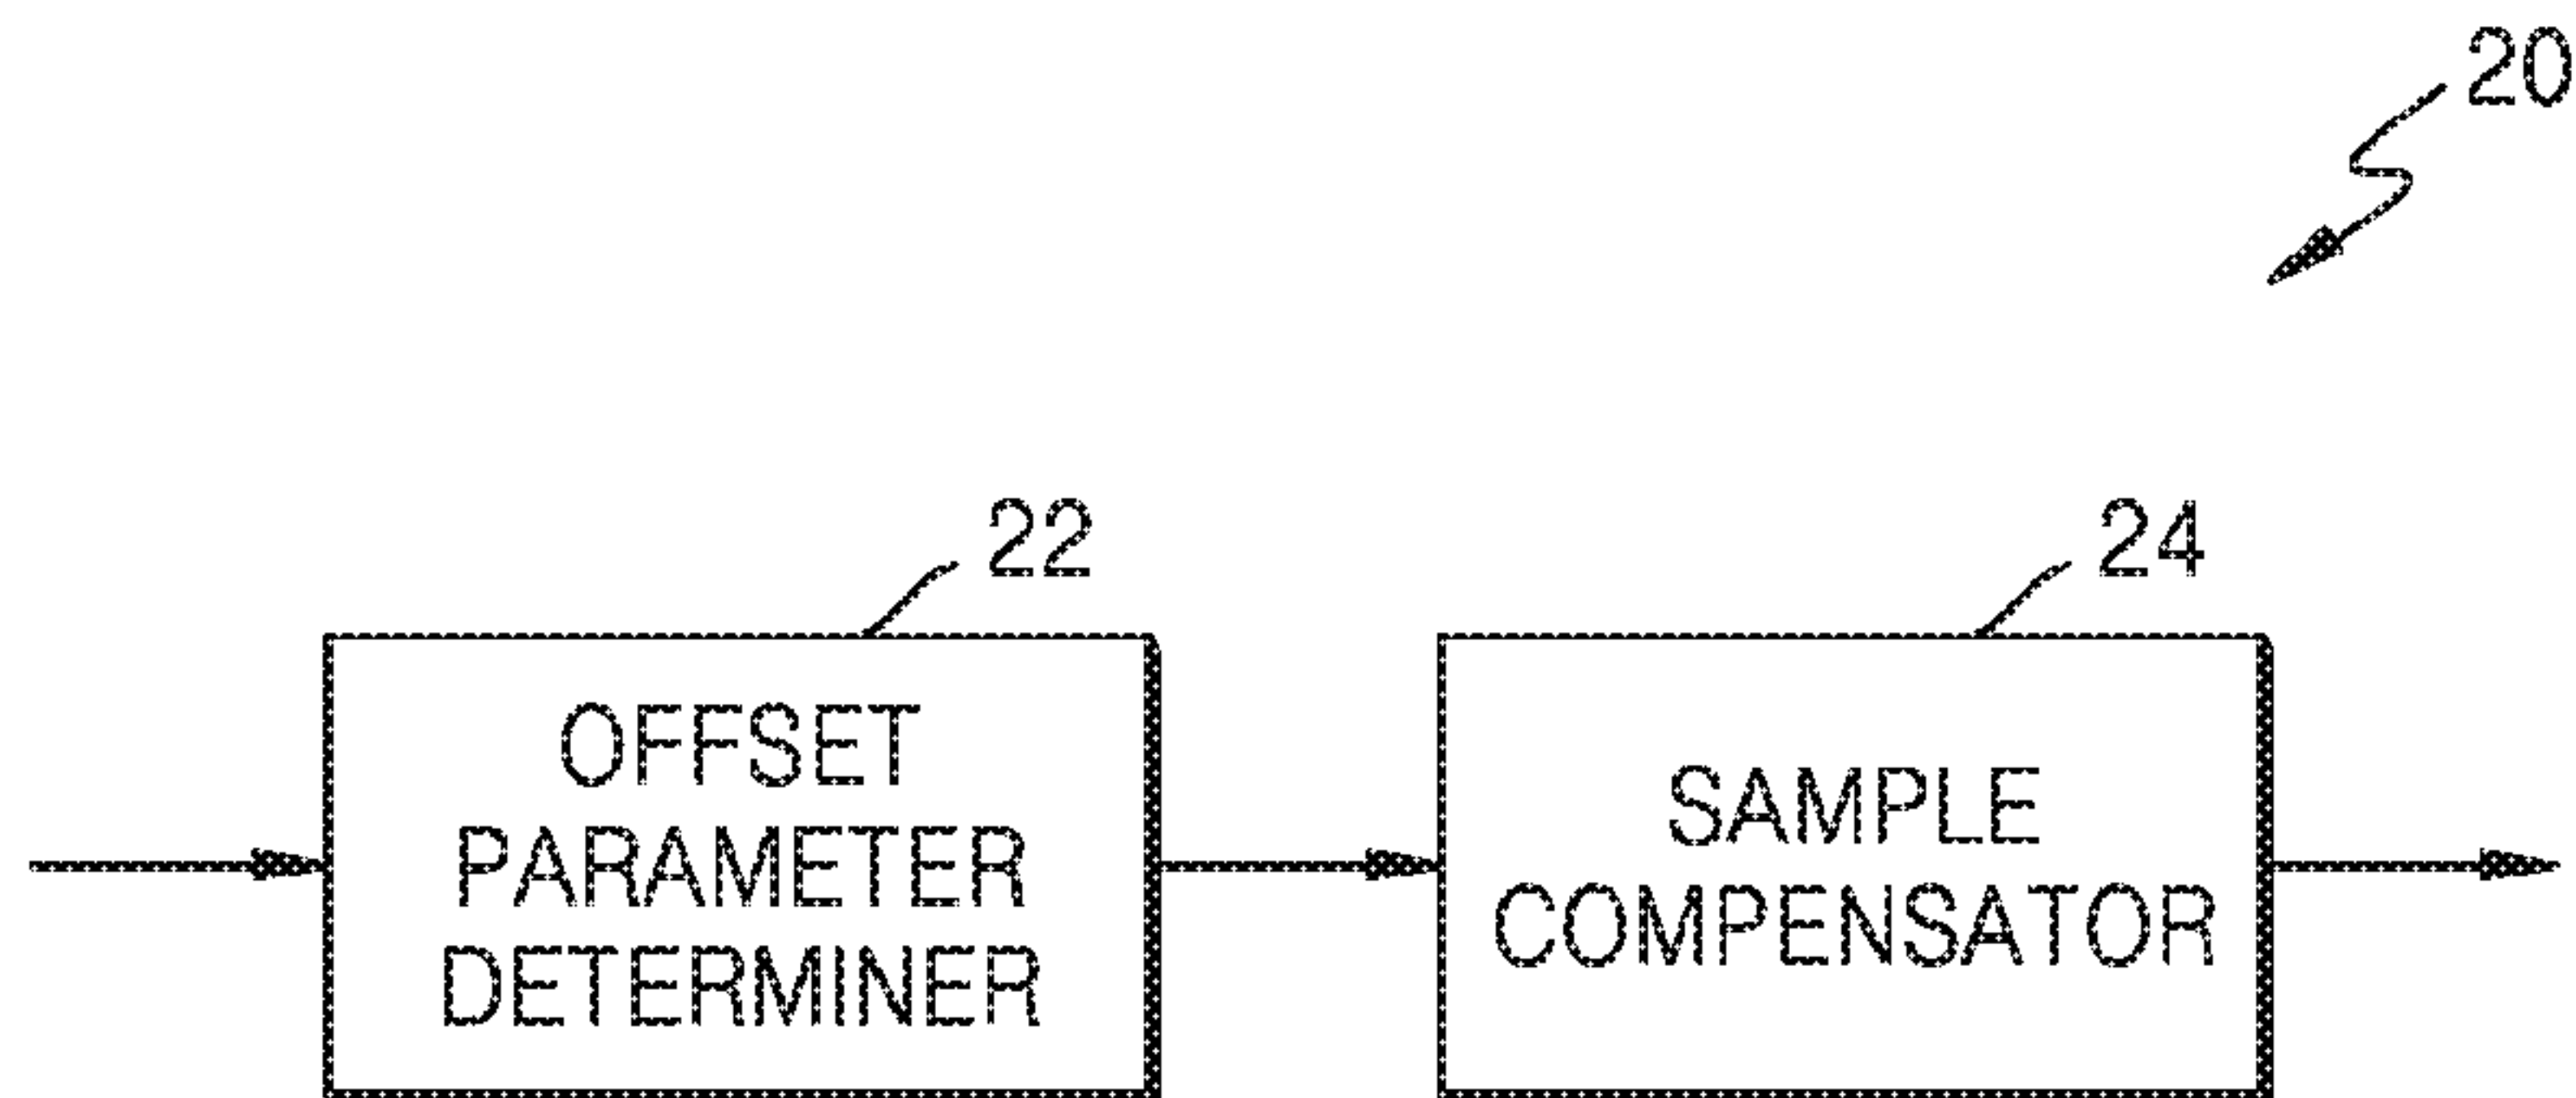 20
22
24
OFFSET
PARAMETER
DETERMINER
SAMPLE
COMPENSATOR